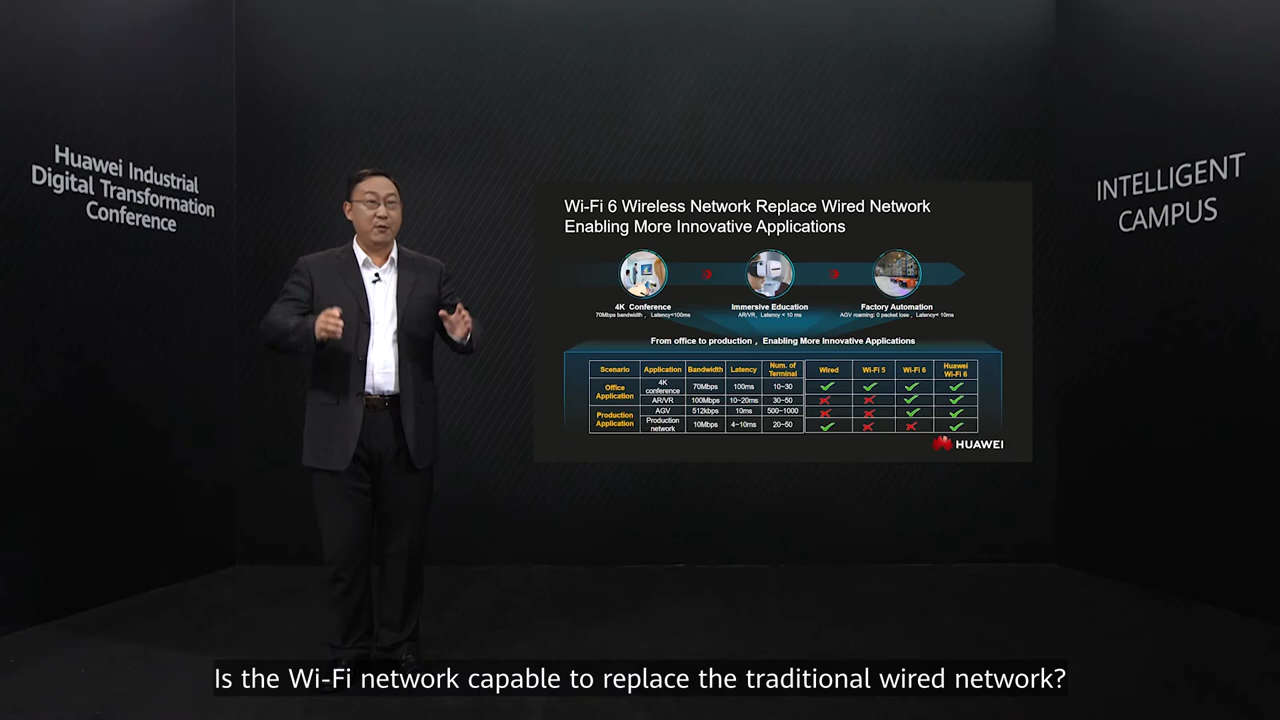 Huawei Industrial
Digital Transformation
Conference
INTELLIGENT
CAMPUS
Wi-Fi 6 Wireless Network Replace Wired Network
Enabling More Innovative Applications
4K Conference
70Mbps bandwidth , Latency<100ms
Immersive Education
AR/VR, Latency < 10 ms
Factory Automation
AGV roaming: 0 packet loss , Latency< 10ms
From office to production , Enabling More Innovative Applications
Scenario Application Bandwidth Latency Num. of Terminal Wired Wi-Fi 5 Wi-Fi 6 Huawei Wi-Fi 6
Office Application 4K conference 70Mbps 100ms 10~30
AR/VR 100Mbps 10~20ms 30~50
Production Application AGV 512kbps 10ms 500~1000
Production network 10Mbps 4~10ms 20~50
HUAWEI
Is the Wi-Fi network capable to replace the traditional wired network?